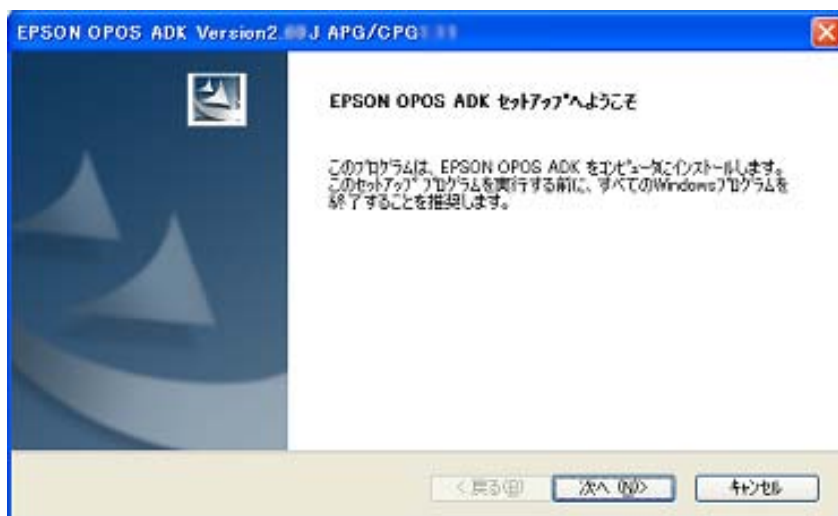 EPSON OPOS ADK Version2. J APG/CPG
EPSON OPOS ADK ｾｯﾄｱｯﾌﾟへようこそ
このﾌﾟﾛｸﾞﾗﾑは、EPSON OPOS ADK をｺﾝﾋﾟｭｰﾀにｲﾝｽﾄｰﾙします。
このｾｯﾄｱｯﾌﾟ ﾌﾟﾛｸﾞﾗﾑを実行する前に、すべてのWindowsﾌﾟﾛｸﾞﾗﾑを
終了することを推奨します。
< 戻る(B) 次へ (N)> ｷｬﾝｾﾙ